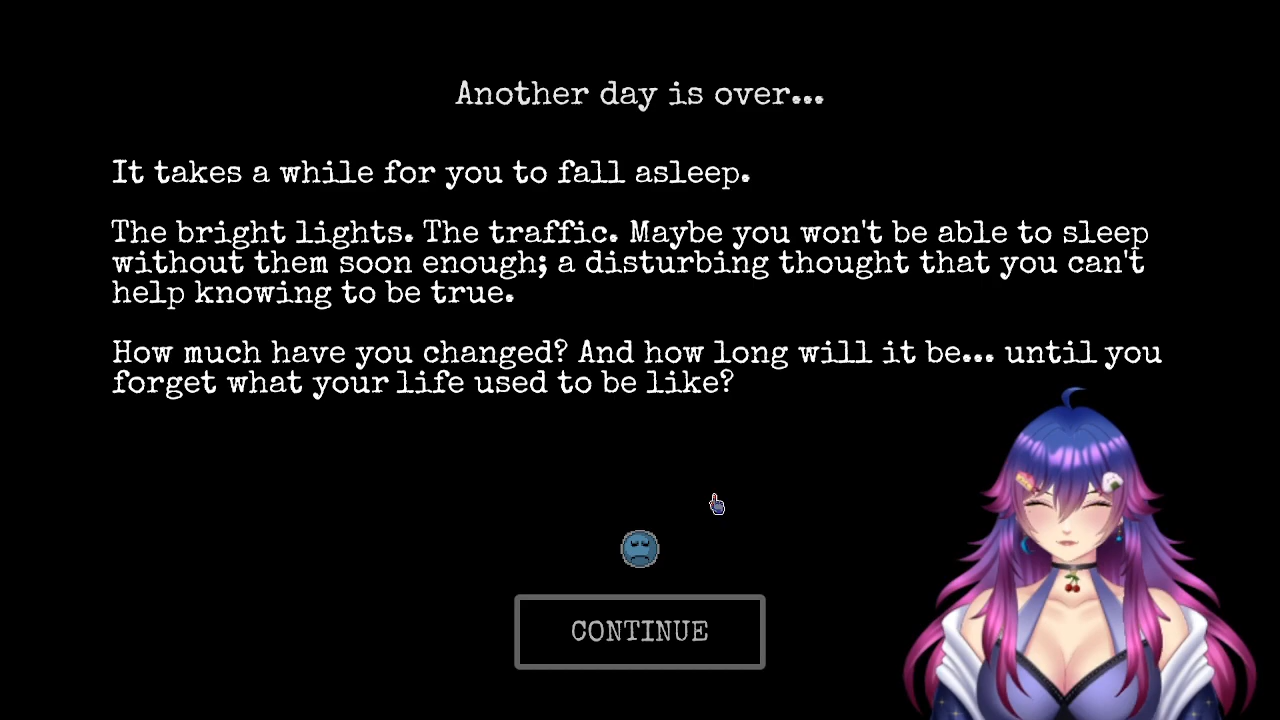 Another day is over...
It takes a while for you to fall asleep.
The bright lights. The traffic. Maybe you won't be able to sleep
without them soon enough; a disturbing thought that you can't
help knowing to be true.
How much have you changed? And how long will it be... until you
forget what your life used to be like?
CONTINUE